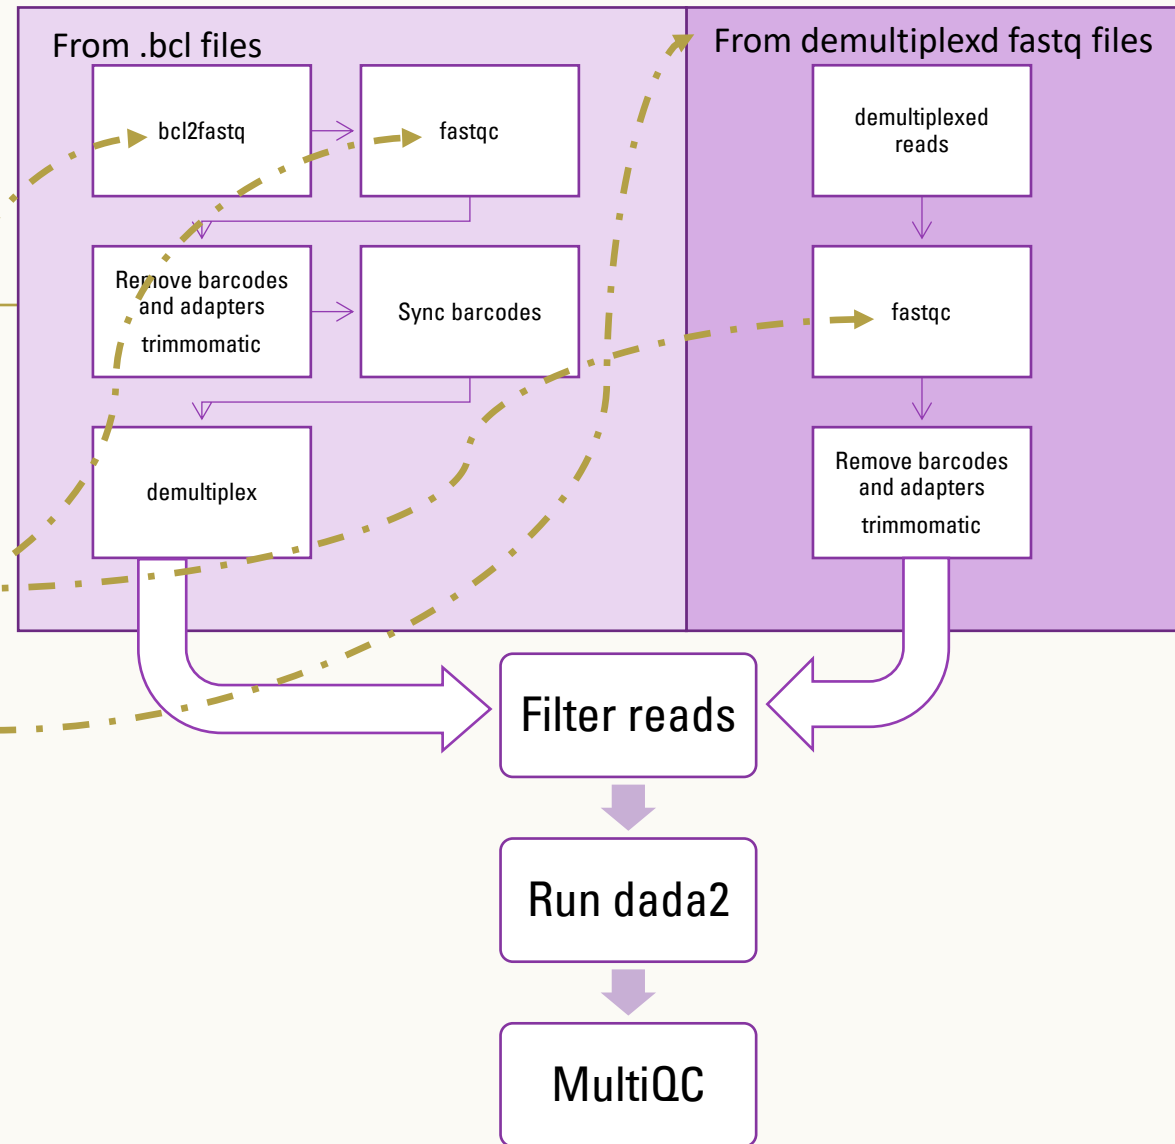 From .bcl files
bcl2fastq
fastqc
Remove barcodes
and adapters
trimmomatic
Sync barcodes
demultiplex
From demultiplexd fastq files
demultiplexed
reads
fastqc
Remove barcodes
and adapters
trimmomatic
Filter reads
Run dada2
MultiQC